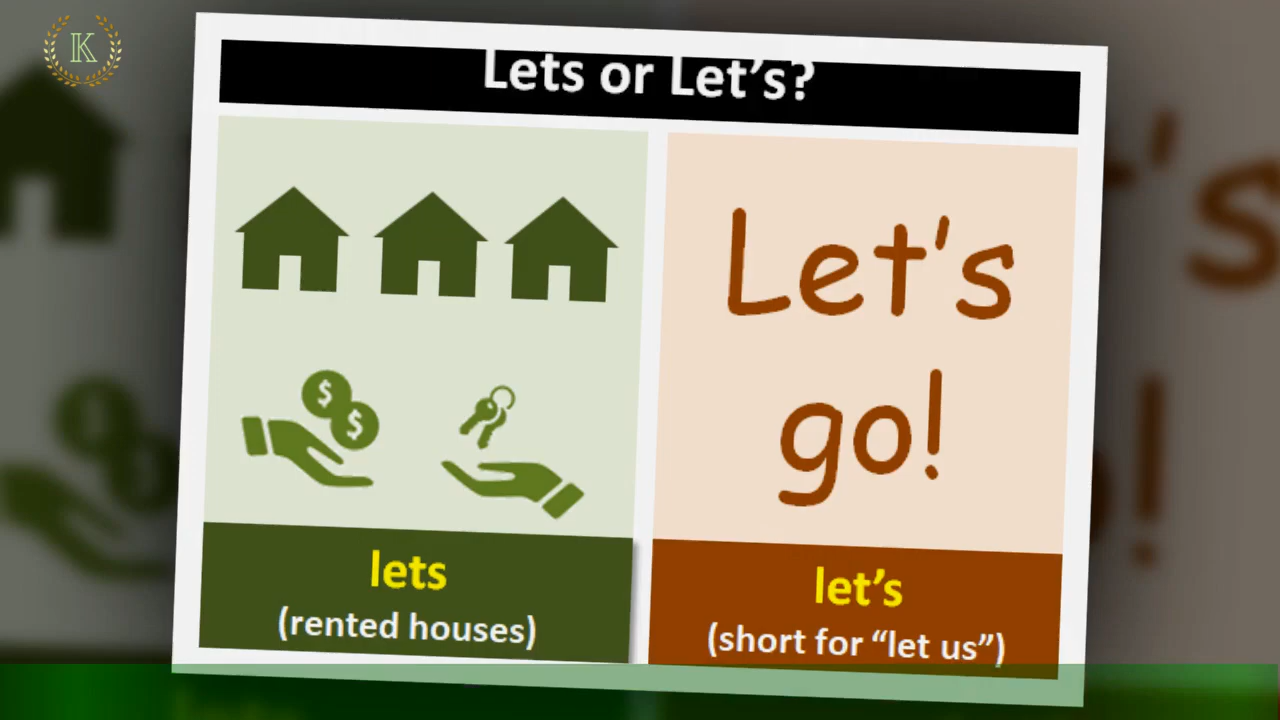 K
Lets or Let's?
$
$
Let's
go!
lets
(rented houses)
let's
(short for “let us”)